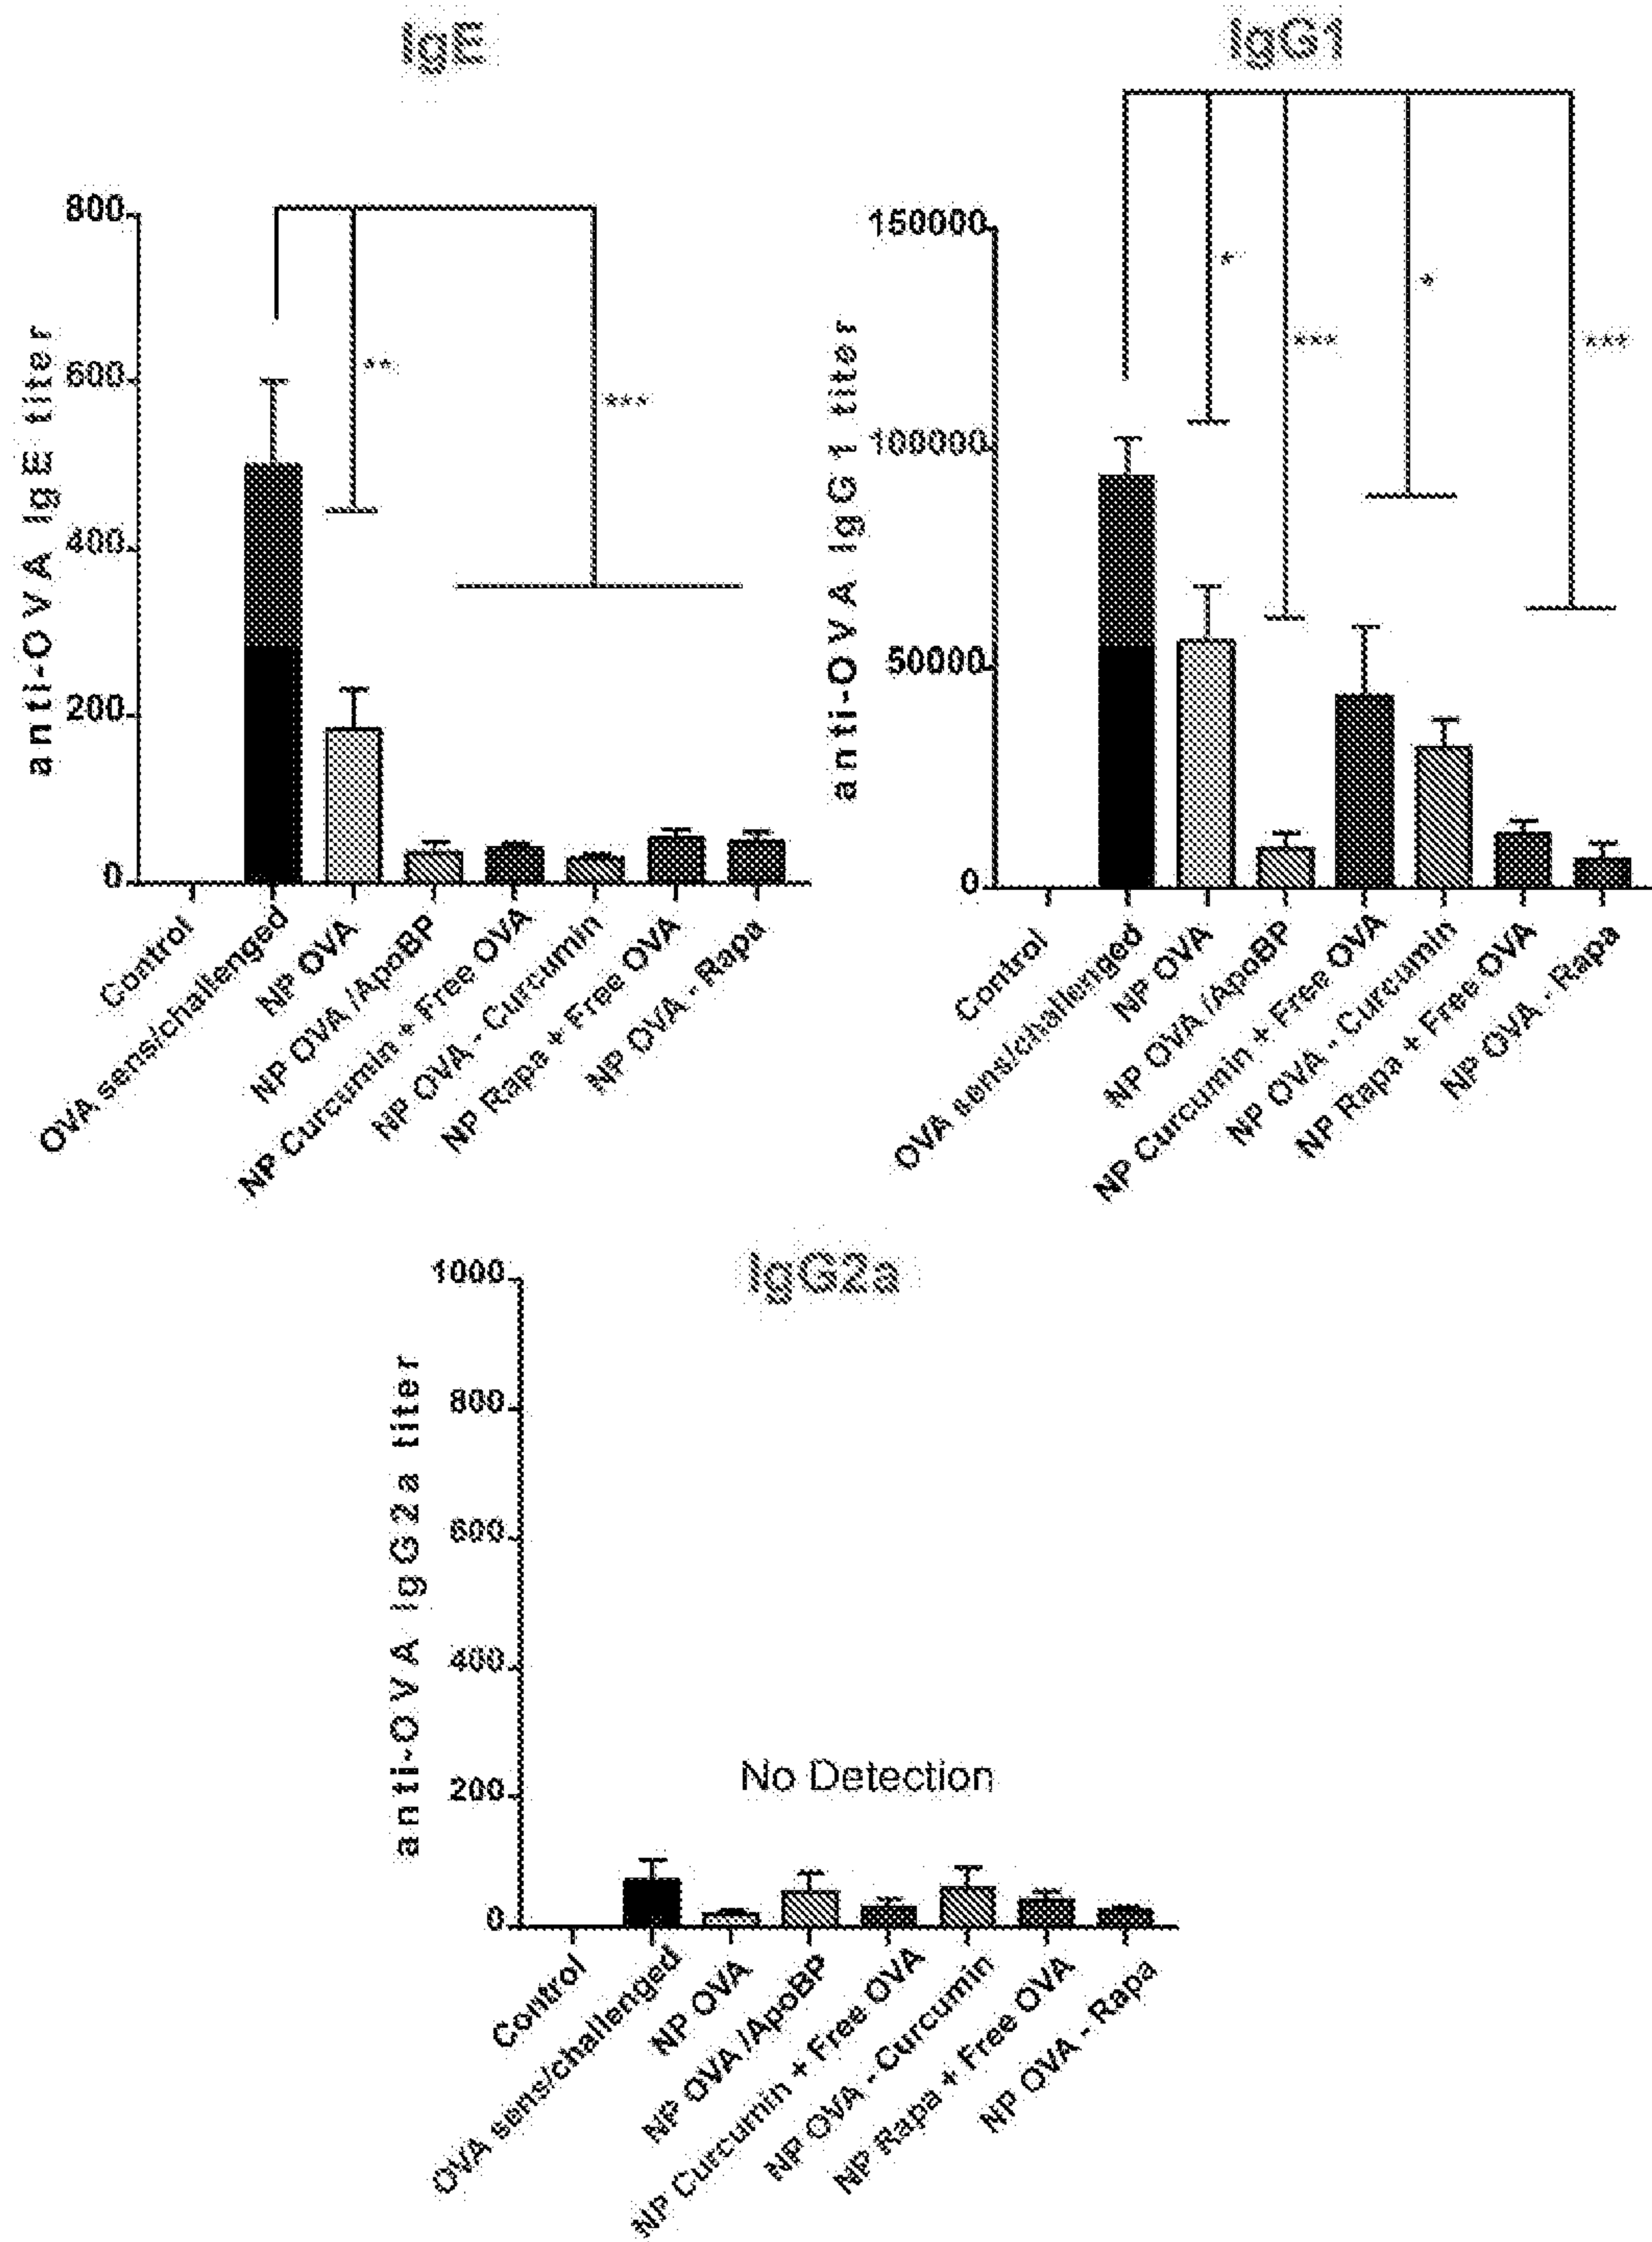 IgE
anti-OVA IgE titer
800
600
400
200
0
**
***
Control
OVA sens/challenged
NP OVA
NP OVA /ApoBP
NP Curcumin + Free OVA
NP OVA - Curcumin
NP Rapa + Free OVA
NP OVA - Rapa
IgG1
anti-OVA IgG1 titer
150000
100000
50000
0
*
***
*
***
Control
OVA sens/challenged
NP OVA
NP OVA /ApoBP
NP Curcumin + Free OVA
NP OVA - Curcumin
NP Rapa + Free OVA
NP OVA - Rapa
IgG2a
anti-OVA IgG2a titer
1000
800
600
400
200
0
No Detection
Control
OVA sens/challenged
NP OVA
NP OVA /ApoBP
NP Curcumin + Free OVA
NP OVA - Curcumin
NP Rapa + Free OVA
NP OVA - Rapa